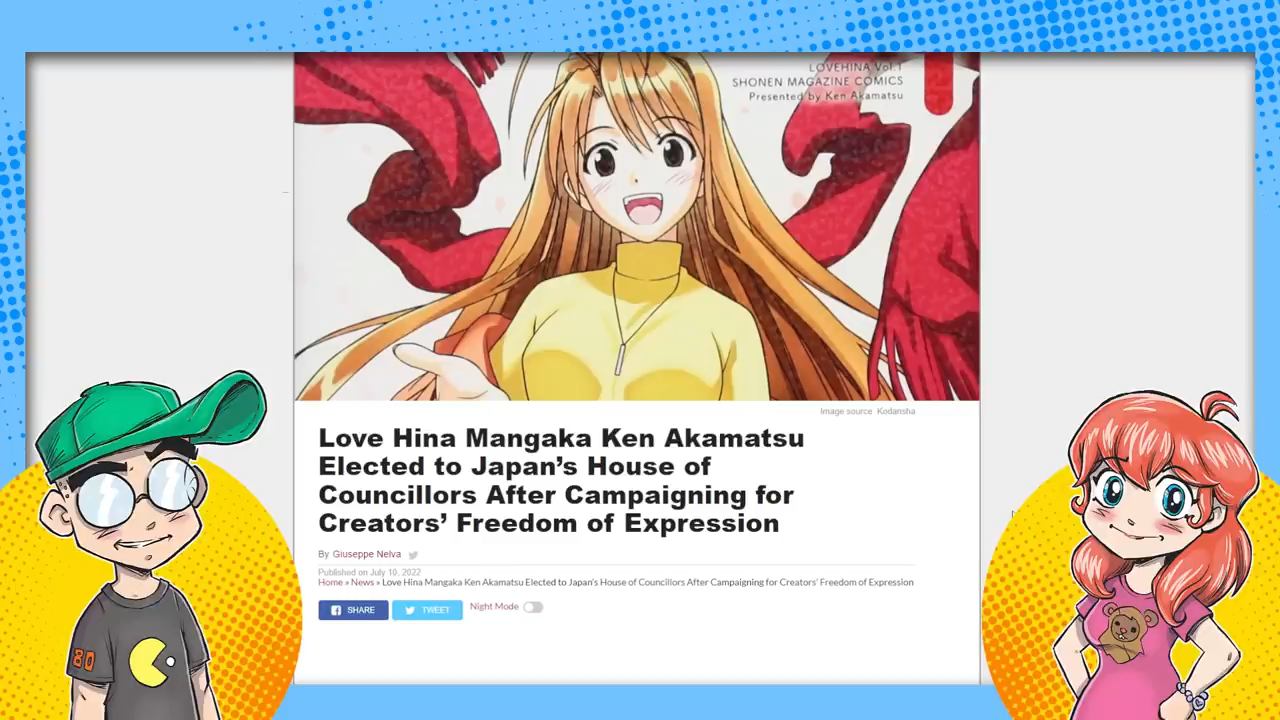 LOVEHINA Vol.1
SHONEN MAGAZINE COMICS
Presented by Ken Akamatsu
Image source Kodansha
Love Hina Mangaka Ken Akamatsu
Elected to Japan's House of
Councillors After Campaigning for
Creators' Freedom of Expression
By Giuseppe Nelva
Published on July 10, 2022
Home » News » Love Hina Mangaka Ken Akamatsu Elected to Japan's House of Councillors After Campaigning for Creators' Freedom of Expression
SHARE
TWEET
Night Mode
80